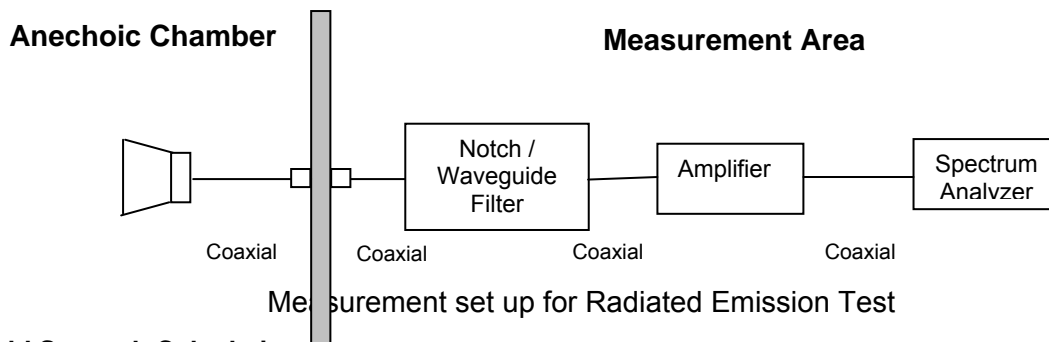 Anechoic Chamber
Measurement Area
Notch /
Waveguide
Filter
Amplifier
Spectrum
Analyzer
Coaxial
Coaxial
Coaxial
Coaxial
Measurement set up for Radiated Emission Test